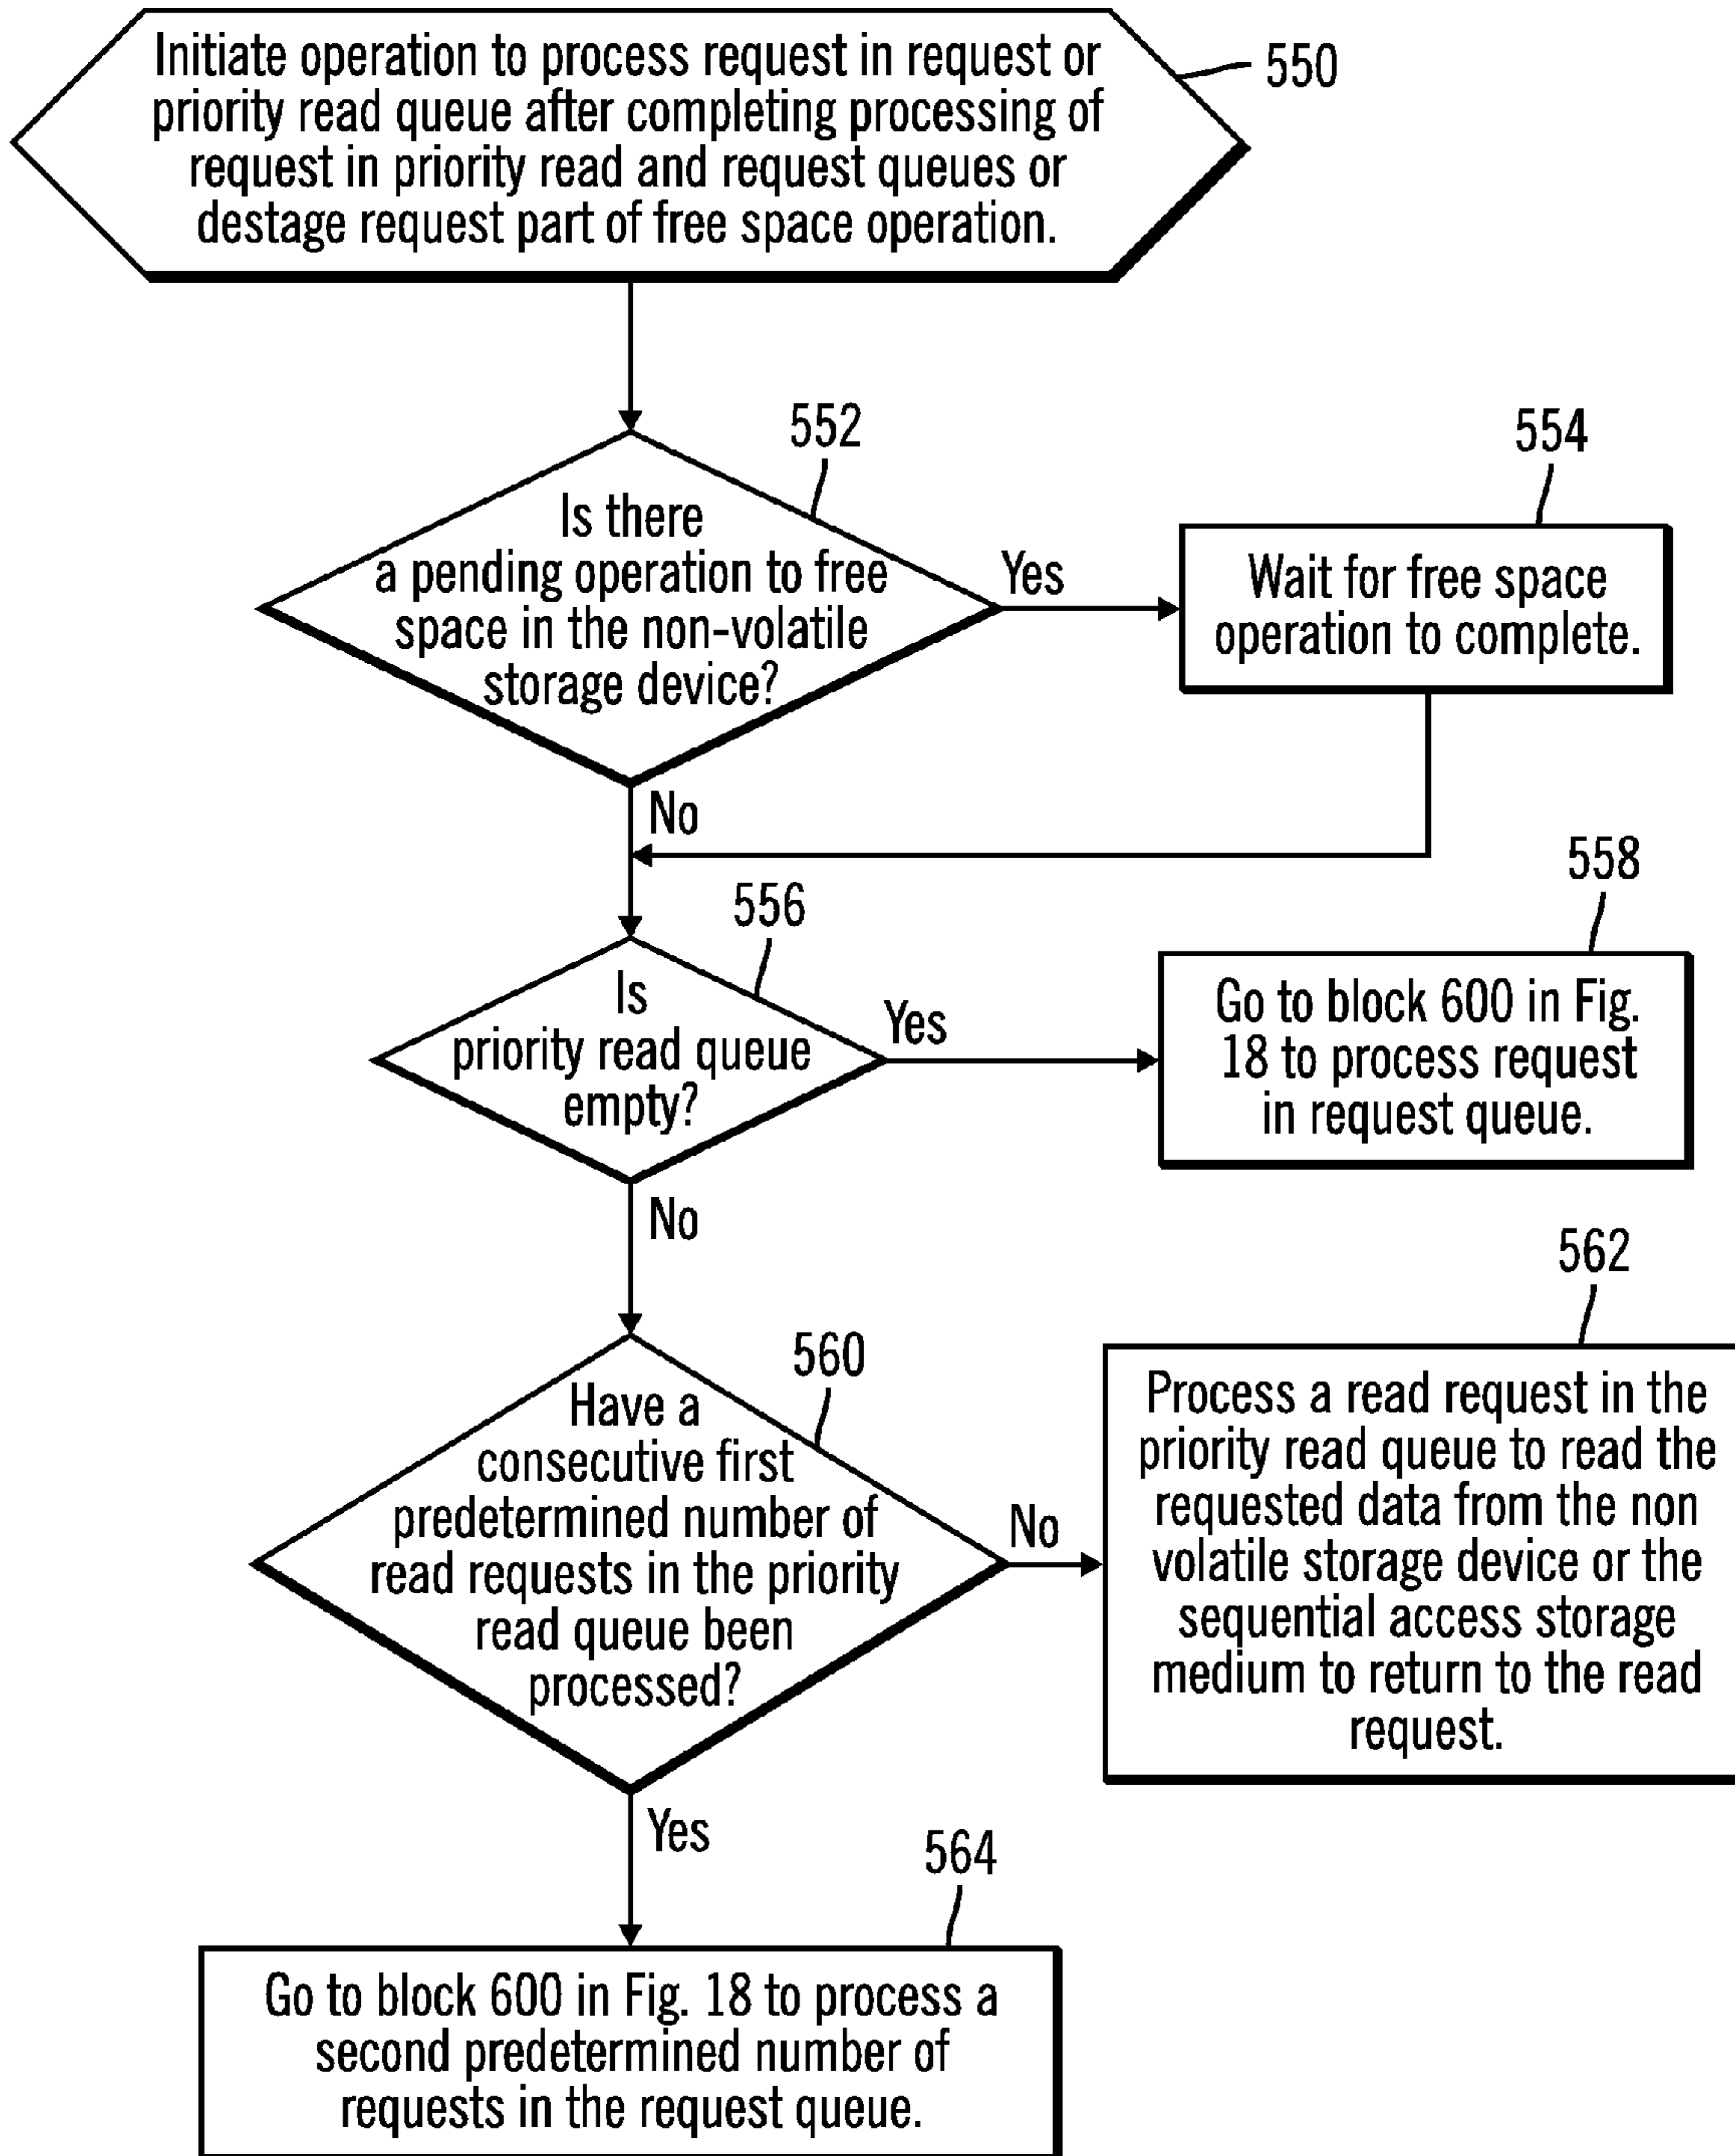 Initiate operation to process request in request or
priority read queue after completing processing of
request in priority read and request queues or
destage request part of free space operation.
550
552
Is there
a pending operation to free
space in the non-volatile
storage device?
Yes
554
Wait for free space
operation to complete.
No
556
Is
priority read queue
empty?
Yes
558
Go to block 600 in Fig.
18 to process request
in request queue.
No
560
Have a
consecutive first
predetermined number of
read requests in the priority
read queue been
processed?
No
562
Process a read request in the
priority read queue to read the
requested data from the non
volatile storage device or the
sequential access storage
medium to return to the read
request.
Yes
564
Go to block 600 in Fig. 18 to process a
second predetermined number of
requests in the request queue.